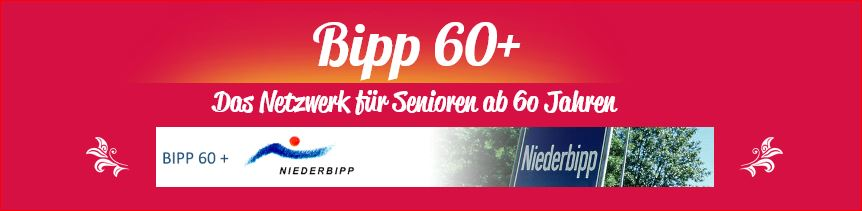 Bipp 60+
Das Netzwerk für Senioren ab 60 Jahren
BIPP 60 +
NIEDERBIPP
Niederbipp